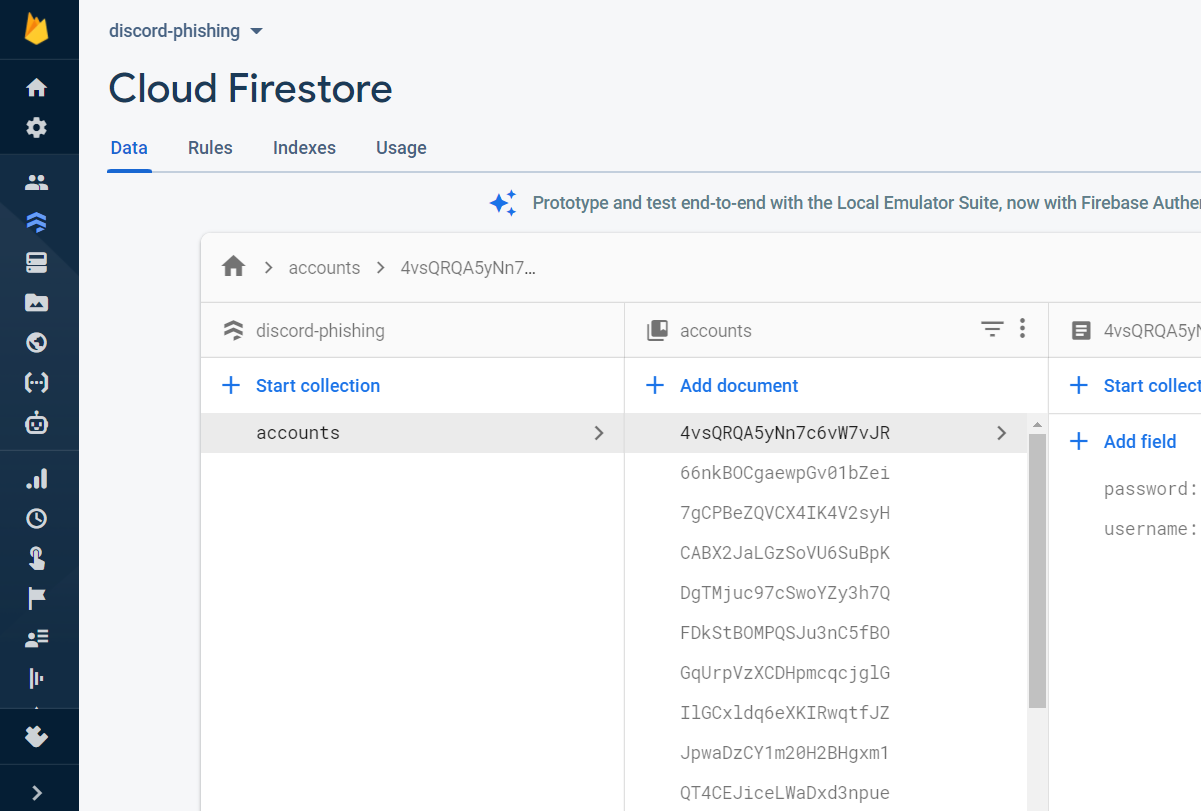 discord-phishing
Cloud Firestore
Data Rules Indexes Usage
Prototype and test end-to-end with the Local Emulator Suite, now with Firebase Authen
accounts 4vsQRQA5yNn7...
discord-phishing accounts 4vsQRQA5yN
Start collection Add document Start collect
accounts 4vsQRQA5yNn7c6vW7vJR Add field
66nkBOCgaewpGv01bZei
password:
7gCPBeZQVCX4IK4V2syH
username:
CABX2JaLGzSoVU6SuBpK
DgTMjuc97cSwoYZy3h7Q
FDkStBOMPQSJu3nC5fBO
GqUrpVzXCDHpmcqcjglG
IlGCxldq6eXKIRwqtfJZ
JpwaDzCY1m20H2BHgxm1
QT4CEJiceLWaDxd3npue